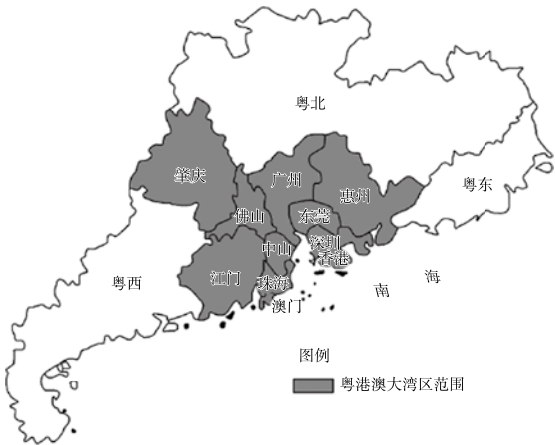 粤北
肇庆
广州
惠州
粤东
佛山
东莞
中山
深圳
香港
粤西
江门
珠海
南海
澳门
图例
粤港澳大湾区范围